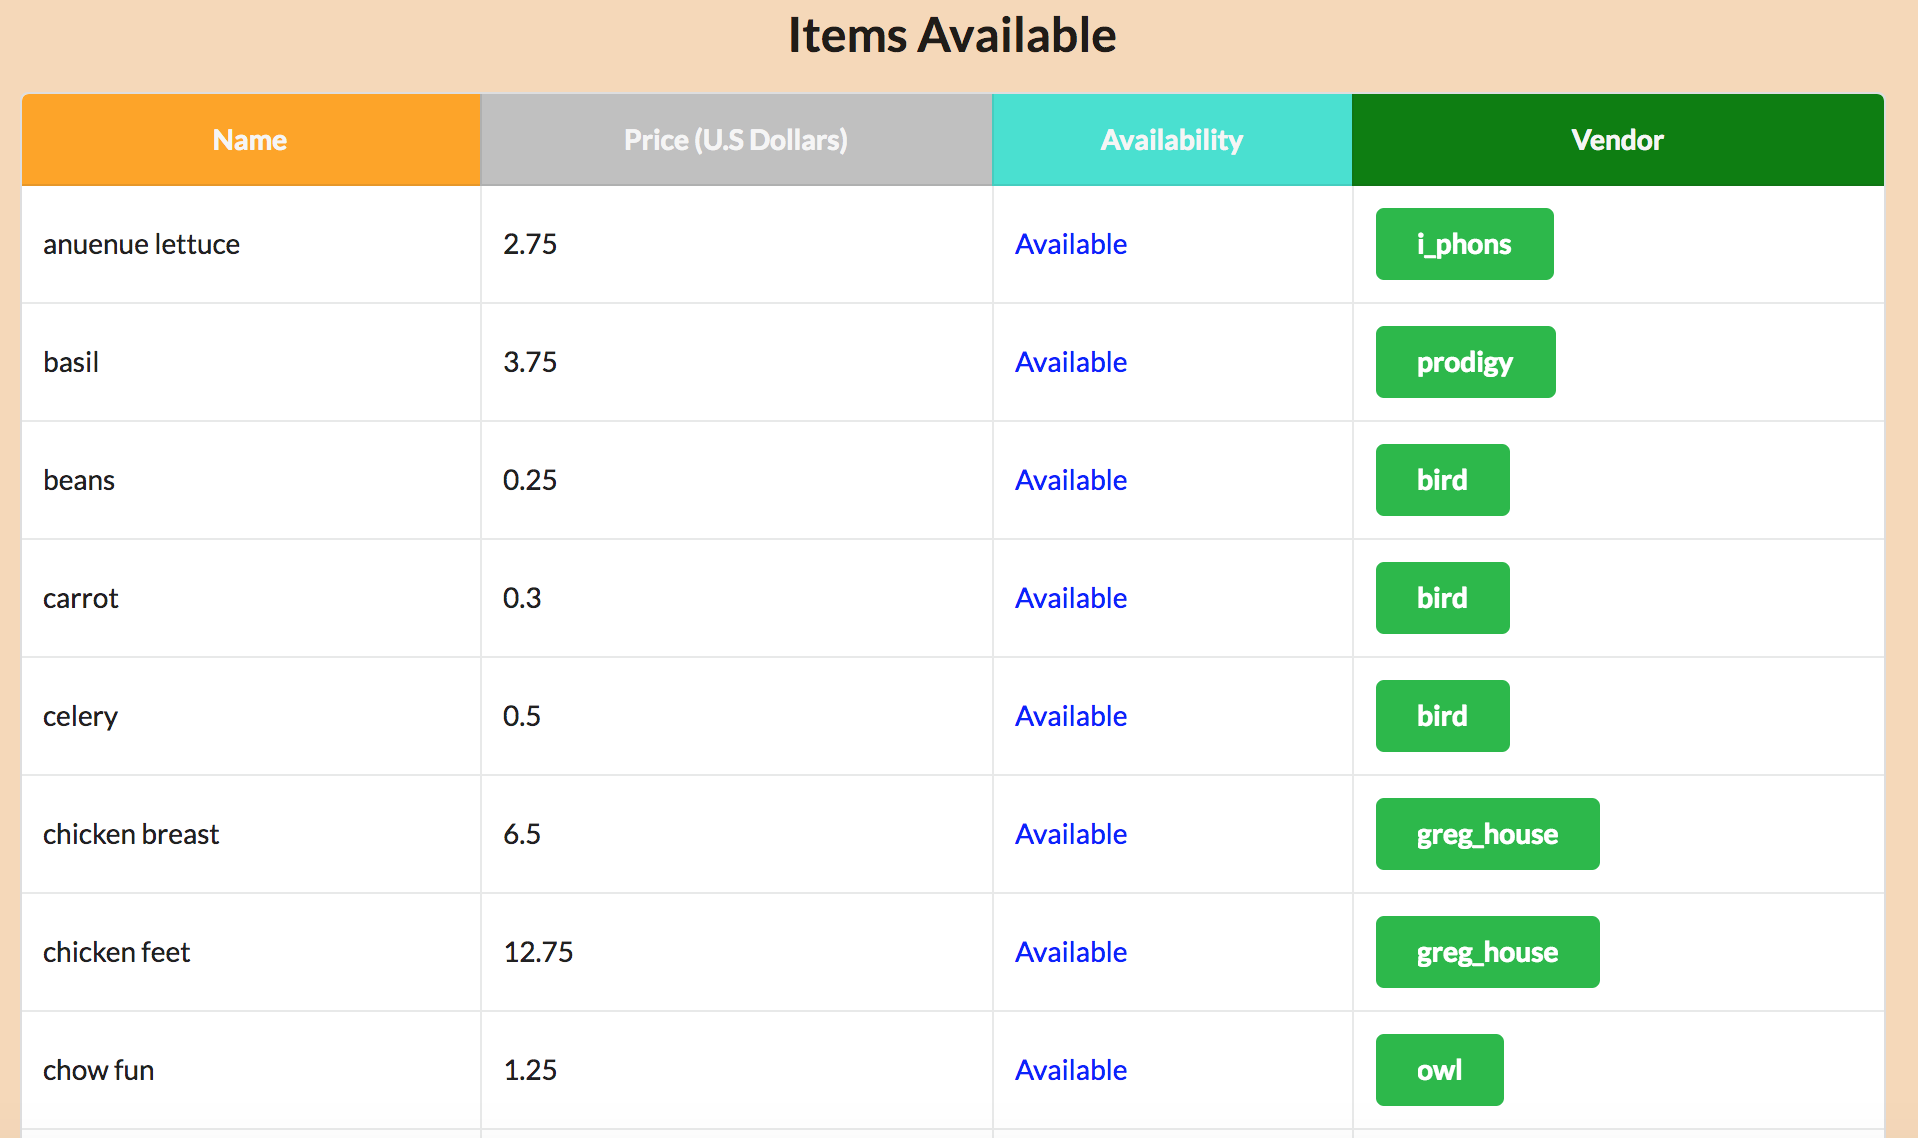 Items Available
Name Price (U.S Dollars) Availability Vendor
anuenue lettuce 2.75 Available i_phons
basil 3.75 Available prodigy
beans 0.25 Available bird
carrot 0.3 Available bird
celery 0.5 Available bird
chicken breast 6.5 Available greg_house
chicken feet 12.75 Available greg_house
chow fun 1.25 Available owl